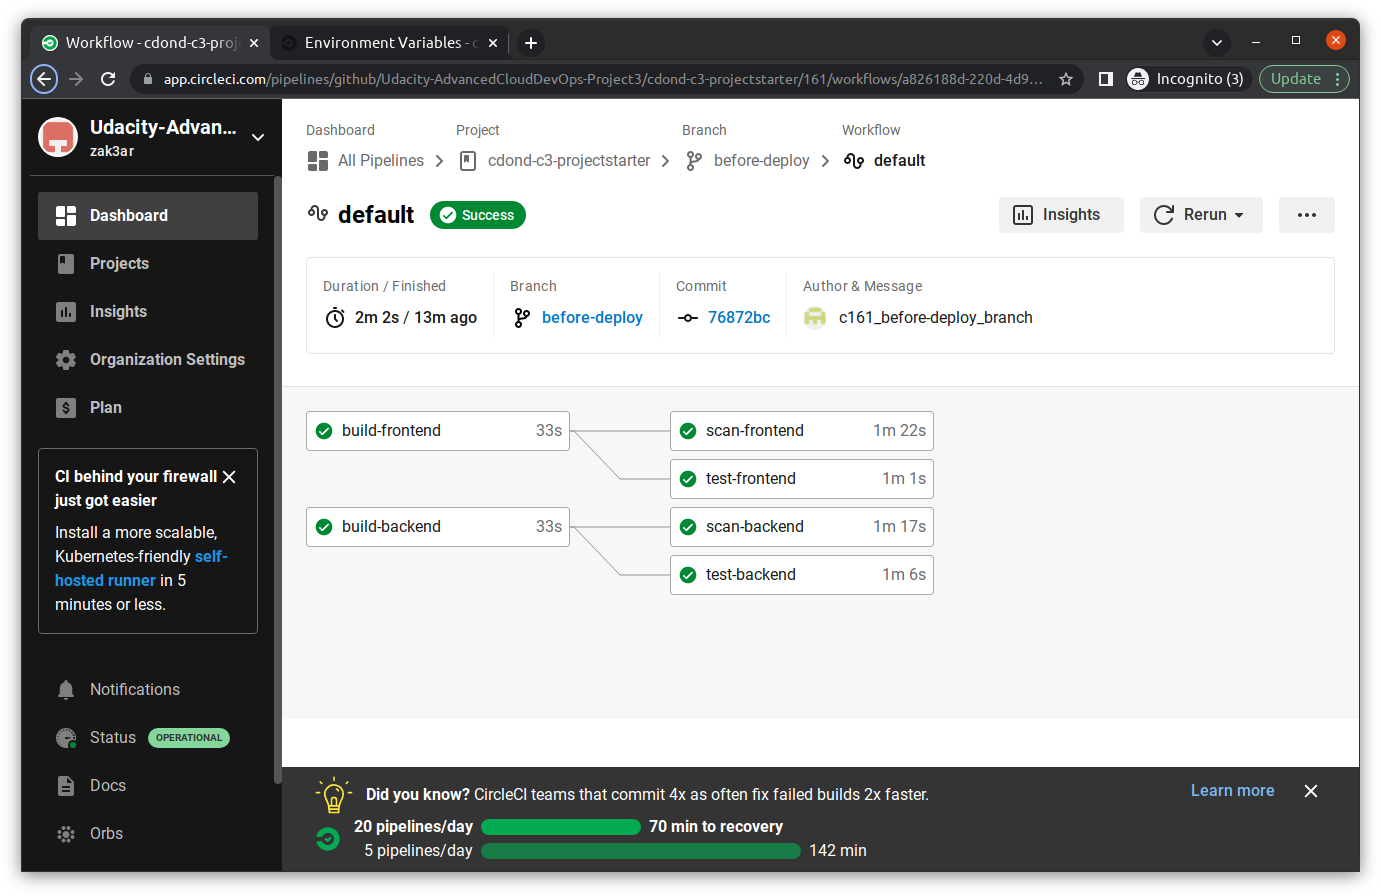 Workflow - cdond-c3-proj
Environment Variables - c
app.circleci.com/pipelines/github/Udacity-AdvancedCloudDevOps-Project3/cdond-c3-projectstarter/161/workflows/a826188d-220d-4d9...
Incognito (3)
Update
Udacity-Advan...
zak3ar
Dashboard
Projects
Insights
Organization Settings
Plan
CI behind your firewall
just got easier
Install a more scalable,
Kubernetes-friendly self-
hosted runner in 5
minutes or less.
Notifications
Status OPERATIONAL
Docs
Orbs
Dashboard Project Branch Workflow
All Pipelines cdond-c3-projectstarter before-deploy default
default Success
Insights Rerun
Duration / Finished Branch Commit Author & Message
2m 2s / 13m ago before-deploy 76872bc c161_before-deploy_branch
build-frontend 33s scan-frontend 1m 22s
test-frontend 1m 1s
build-backend 33s scan-backend 1m 17s
test-backend 1m 6s
Did you know? CircleCI teams that commit 4x as often fix failed builds 2x faster. Learn more
20 pipelines/day 70 min to recovery
5 pipelines/day 142 min